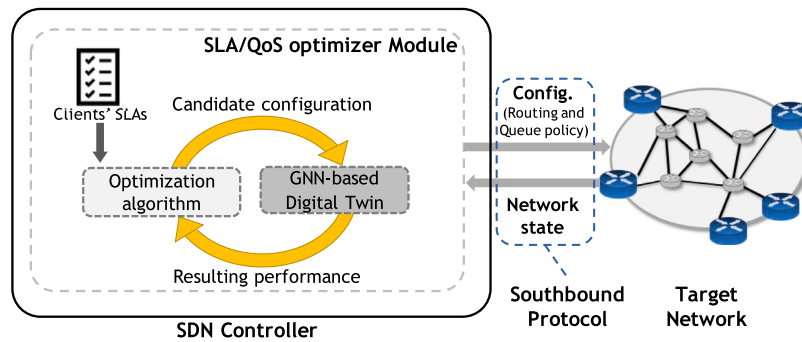 SLA/QoS optimizer Module
Clients' SLAs
Candidate configuration
Optimization
algorithm
GNN-based
Digital Twin
Resulting performance
SDN Controller
Config.
(Routing and
Queue policy)
Network
state
Southbound
Protocol
Target
Network